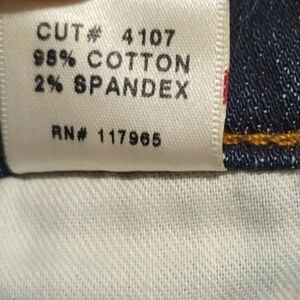 CUT# 4107
98% COTTON
2% SPANDEX
RN# 117965